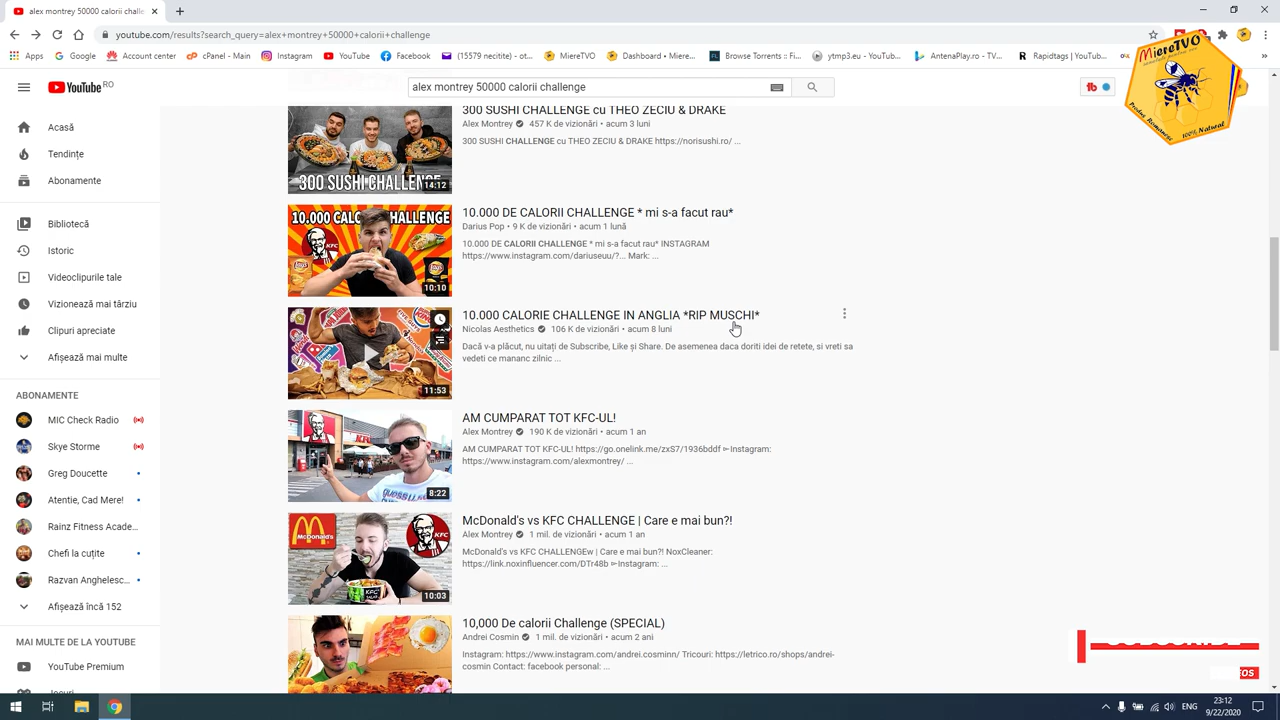 alex montrey 50000 calorii challe
youtube.com/results?search_query=alex+montrey+50000+calorii+challenge
Apps
Google
Account center
cPanel - Main
Instagram
YouTube
Facebook
(15579 necitite) - ot...
MiereTVO
Dashboard • Miere...
Browse Torrents :: Fi...
ytmp3.eu - YouTub...
AntenaPlay.ro - TV...
Rapidtags | YouTub...
MiereTVO
Produs Românesc
100% Natural
YouTube RO
alex montrey 50000 calorii challenge
Acasă
Tendințe
Abonamente
Bibliotecă
Istoric
Videoclipurile tale
Vizionează mai târziu
Clipuri apreciate
Afișează mai multe
ABONAMENTE
MIC Check Radio
Skye Storme
Greg Doucette
Atentie, Cad Mere!
Rainz Fitness Acade...
Chefi la cuțite
Razvan Anghelesc...
Afișează încă 152
MAI MULTE DE LA YOUTUBE
YouTube Premium
Jocuri
300 SUSHI CHALLENGE cu THEO ZECIU & DRAKE
Alex Montrey 457 K de vizionări • acum 3 luni
300 SUSHI CHALLENGE cu THEO ZECIU & DRAKE https://norisushi.ro/ ...
300 SUSHI CHALLENGE
14:12
10.000 DE CALORII CHALLENGE * mi s-a facut rau*
Darius Pop • 9 K de vizionări • acum 1 lună
10.000 DE CALORII CHALLENGE * mi s-a facut rau* INSTAGRAM
https://www.instagram.com/dariuseuu/?... Mark: ...
KFC
Lay's
10:10
10.000 CALORIE CHALLENGE IN ANGLIA *RIP MUSCHI*
Nicolas Aesthetics 106 K de vizionări • acum 8 luni
Dacă v-a plăcut, nu uitați de Subscribe, Like și Share. De asemenea daca doriti idei de retete, si vreti sa
vedeti ce mananc zilnic ...
11:53
AM CUMPARAT TOT KFC-UL!
Alex Montrey 190 K de vizionări • acum 1 an
AM CUMPARAT TOT KFC-UL! https://go.onelink.me/zxS7/1936bddf ➳Instagram:
https://www.instagram.com/alexmontrey/ ...
8:22
McDonald's vs KFC CHALLENGE | Care e mai bun?!
Alex Montrey 1 mil. de vizionări • acum 1 an
McDonald's vs KFC CHALLENGEw | Care e mai bun?! NoxCleaner:
https://link.noxinfluencer.com/DTr48b ➳Instagram: ...
McDonald's
KFC
10:03
10,000 De calorii Challenge (SPECIAL)
Andrei Cosmin 1 mil. de vizionări • acum 2 ani
Instagram: https://www.instagram.com/andrei.cosminn/ Tricouri: https://letrico.ro/shops/andrei-
cosmin Contact: facebook personal: ...
ENG
23:12
9/22/2020